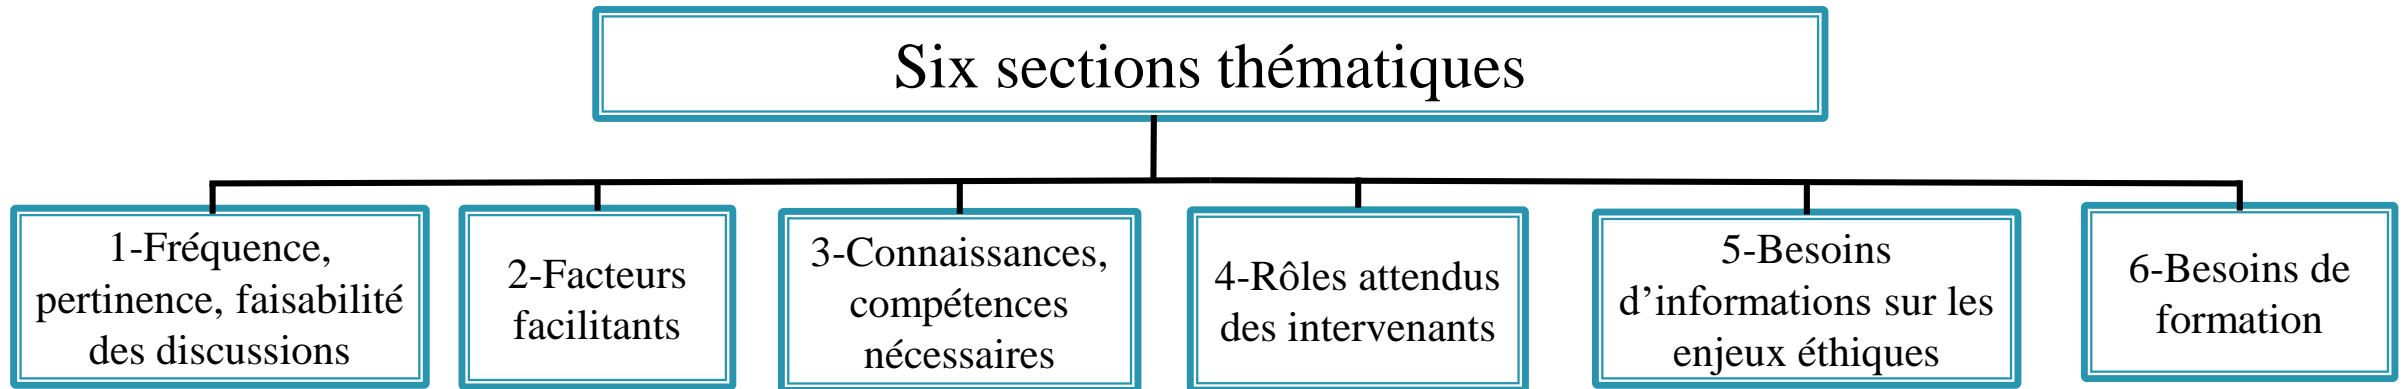 Six sections thématiques
1-Fréquence,
pertinence, faisabilité
des discussions
2-Facteurs
facilitants
3-Connaissances,
compétences
nécessaires
4-Rôles attendus
des intervenants
5-Besoins
d’informations sur les
enjeux éthiques
6-Besoins de
formation